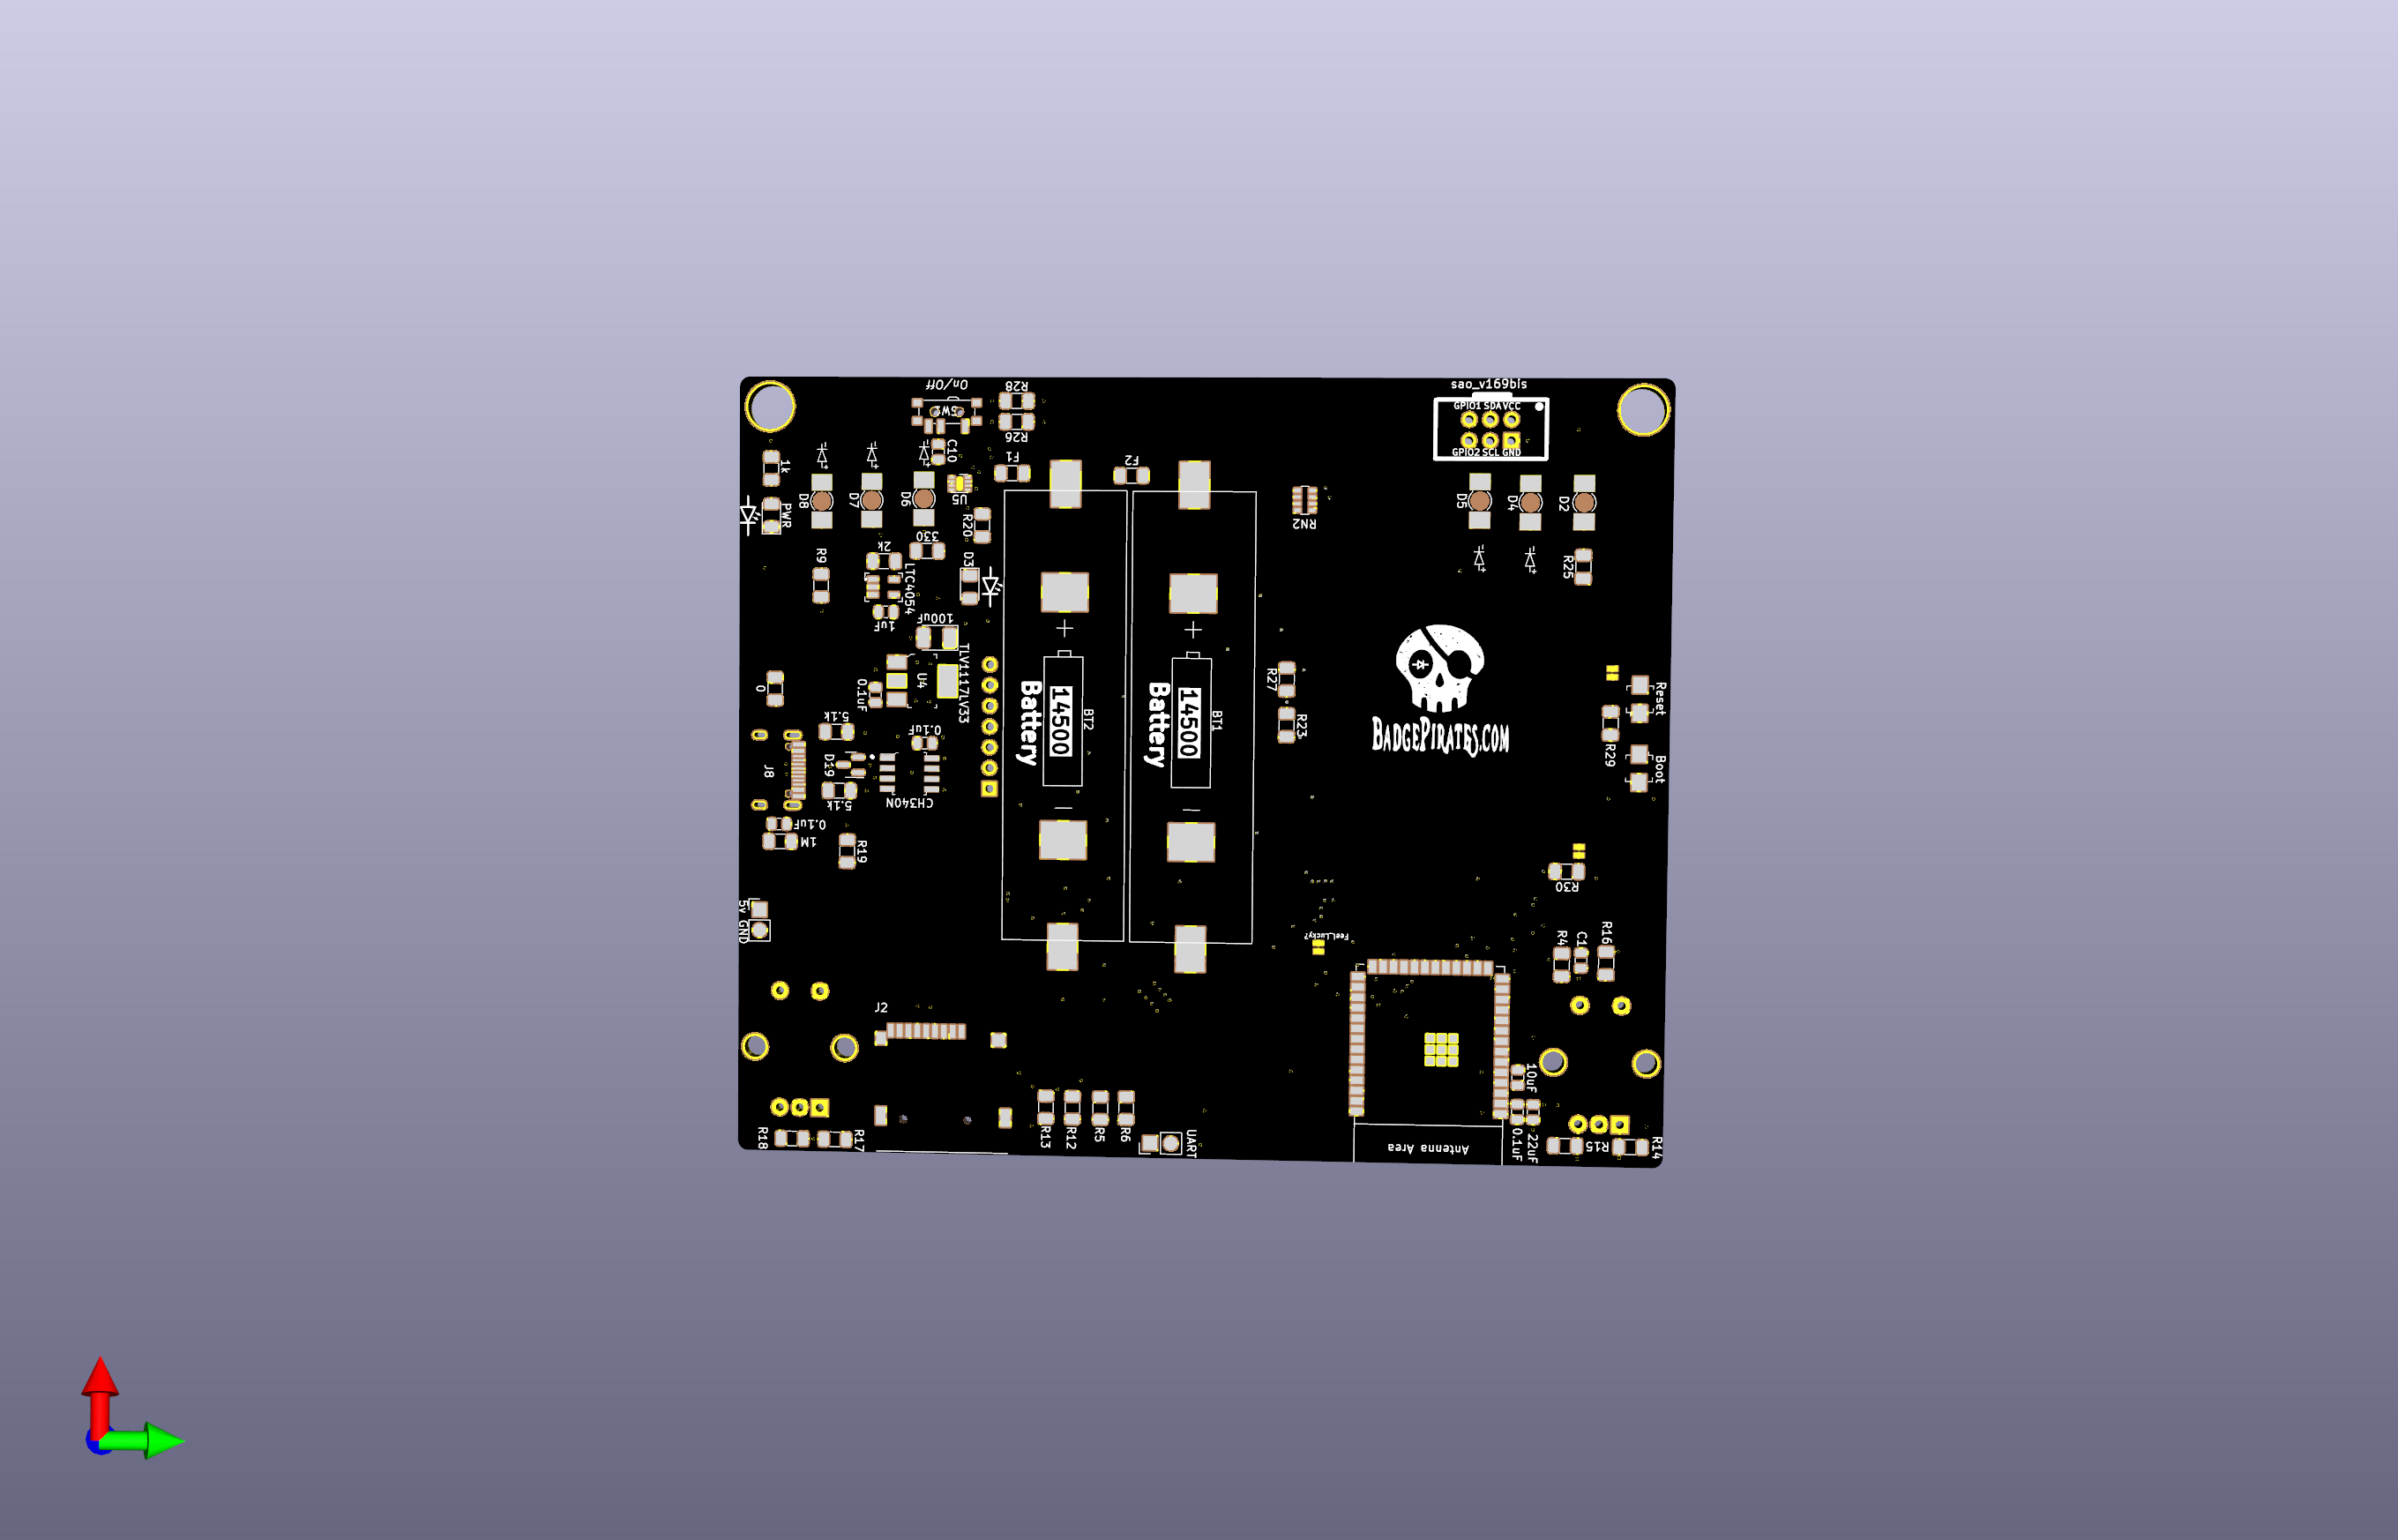 On/Off
SW1
R28
R26
sao_v169bis
GPIO1 SDA VCC
GPIO2 SCL GND
1k
PWR
D8
D7
D6
C10
U5
F1
F2
RN2
D5
D4
D2
R20
330
2k
R9
LTC4054
D3
1uF
100uF
R25
TLV1117LV33
U4
0.1uF
0
5.1k
0.1uF
J8
D19
5.1k
CH340N
0.1uF
1M
R19
Battery
14500
BT2
Battery
14500
BT1
R27
R23
BADGEPIRATES.COM
Reset
R29
Boot
R30
5v GND
Feel_Lucky?
R4
C1
R16
J2
10uF
0.1uF
22uF
R18
R17
R13
R12
R5
R6
UART
Antenna Area
R15
R14